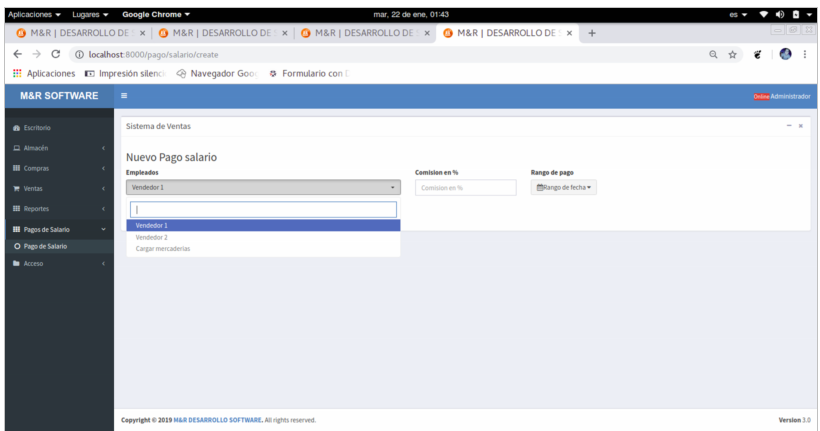 Aplicaciones Lugares Google Chrome mar, 22 de ene, 01:43 es
M&R | DESARROLLO DE S × M&R | DESARROLLO DE S × M&R | DESARROLLO DE S × M&R | DESARROLLO DE S × +
localhost:8000/pago/salario/create
Aplicaciones Impresión silenc Navegador Goo Formulario con
M&R SOFTWARE Online Administrador
Escritorio
Almacén
Compras
Ventas
Reportes
Pagos de Salario
Pago de Salario
Acceso
Sistema de Ventas
Nuevo Pago salario
Empleados Comision en % Rango de pago
Vendedor 1 Comision en % Rango de fecha
Vendedor 1
Vendedor 2
Cargar mercaderias
Copyright © 2019 M&R DESARROLLO SOFTWARE. All rights reserved. Version 3.0